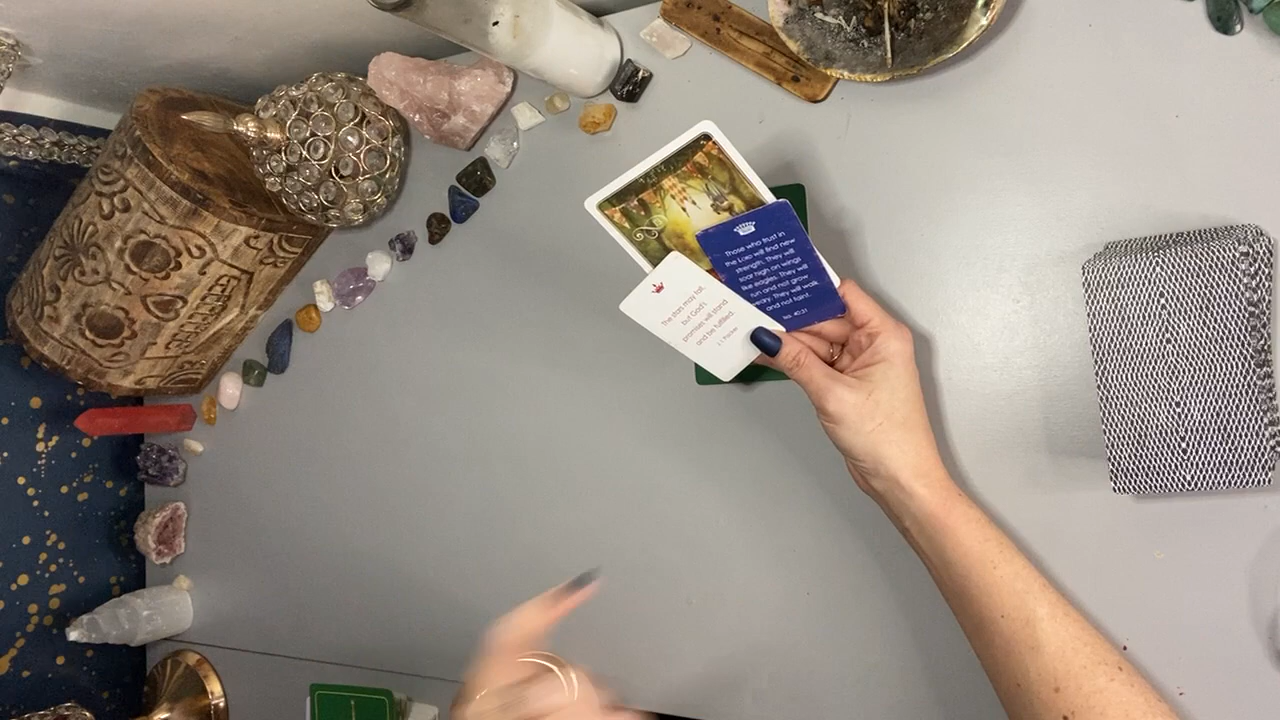 Those who trust in
the LORD will find new
strength. They will
soar high on wings
like eagles. They will
run and not grow
weary. They will walk
and not faint.
Isa. 40:31
The stars may fall,
but God's
promises will stand
and be fulfilled.
J. I. Packer